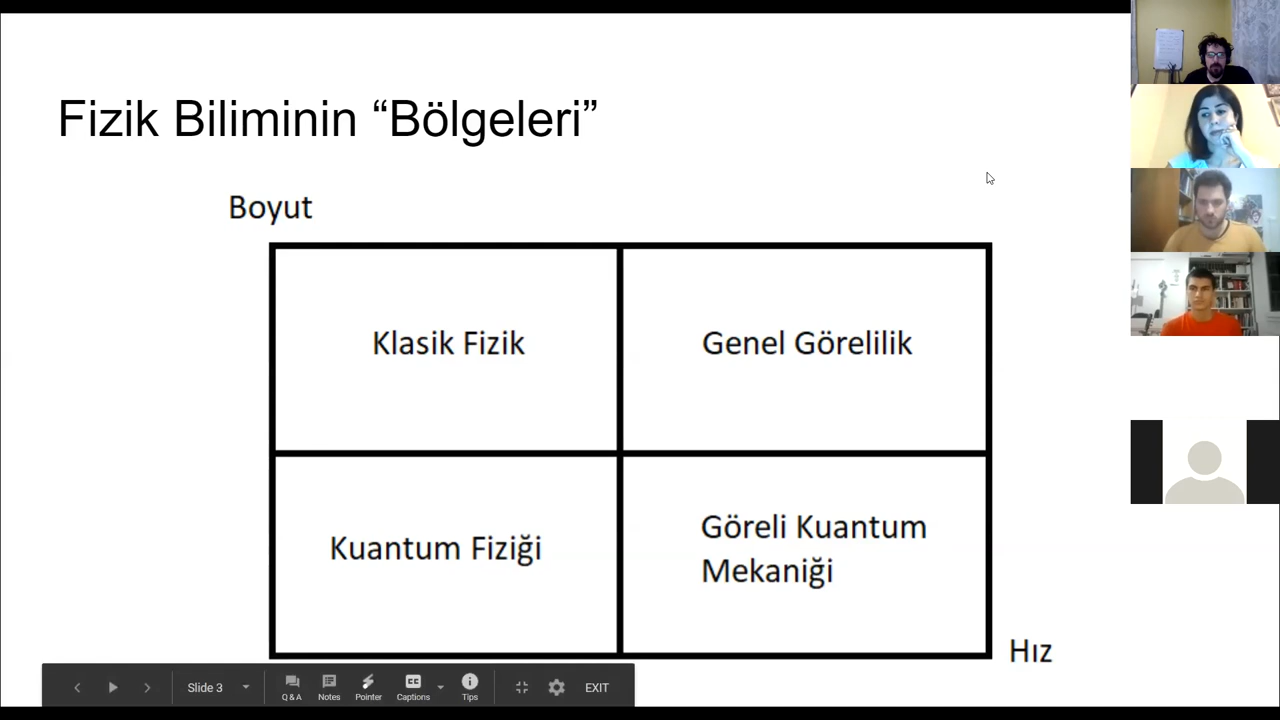 Fizik Biliminin “Bölgeleri”
Boyut
Klasik Fizik
Genel Görelilik
Kuantum Fiziği
Göreli Kuantum
Mekaniği
Hız
Slide 3
Q & A
Notes
Pointer
Captions
Tips
EXIT